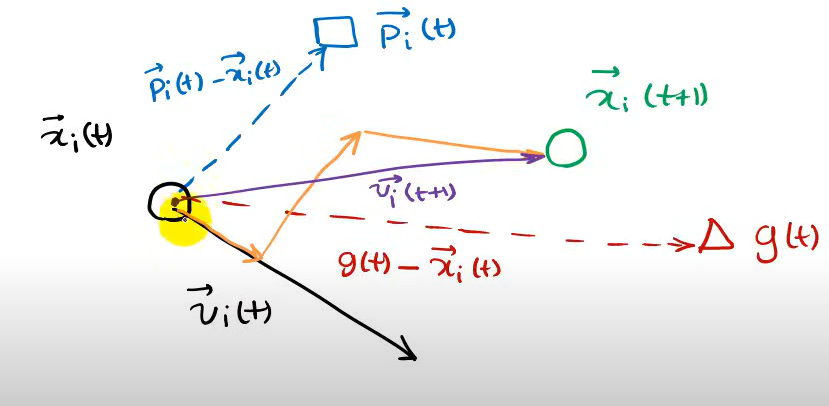 p⃗ᵢ(t)
p⃗ᵢ(t) - x⃗ᵢ(t)
x⃗ᵢ(t+1)
x⃗ᵢ(t)
v⃗ᵢ(t+1)
g(t)
g(t) - x⃗ᵢ(t)
v⃗ᵢ(t)